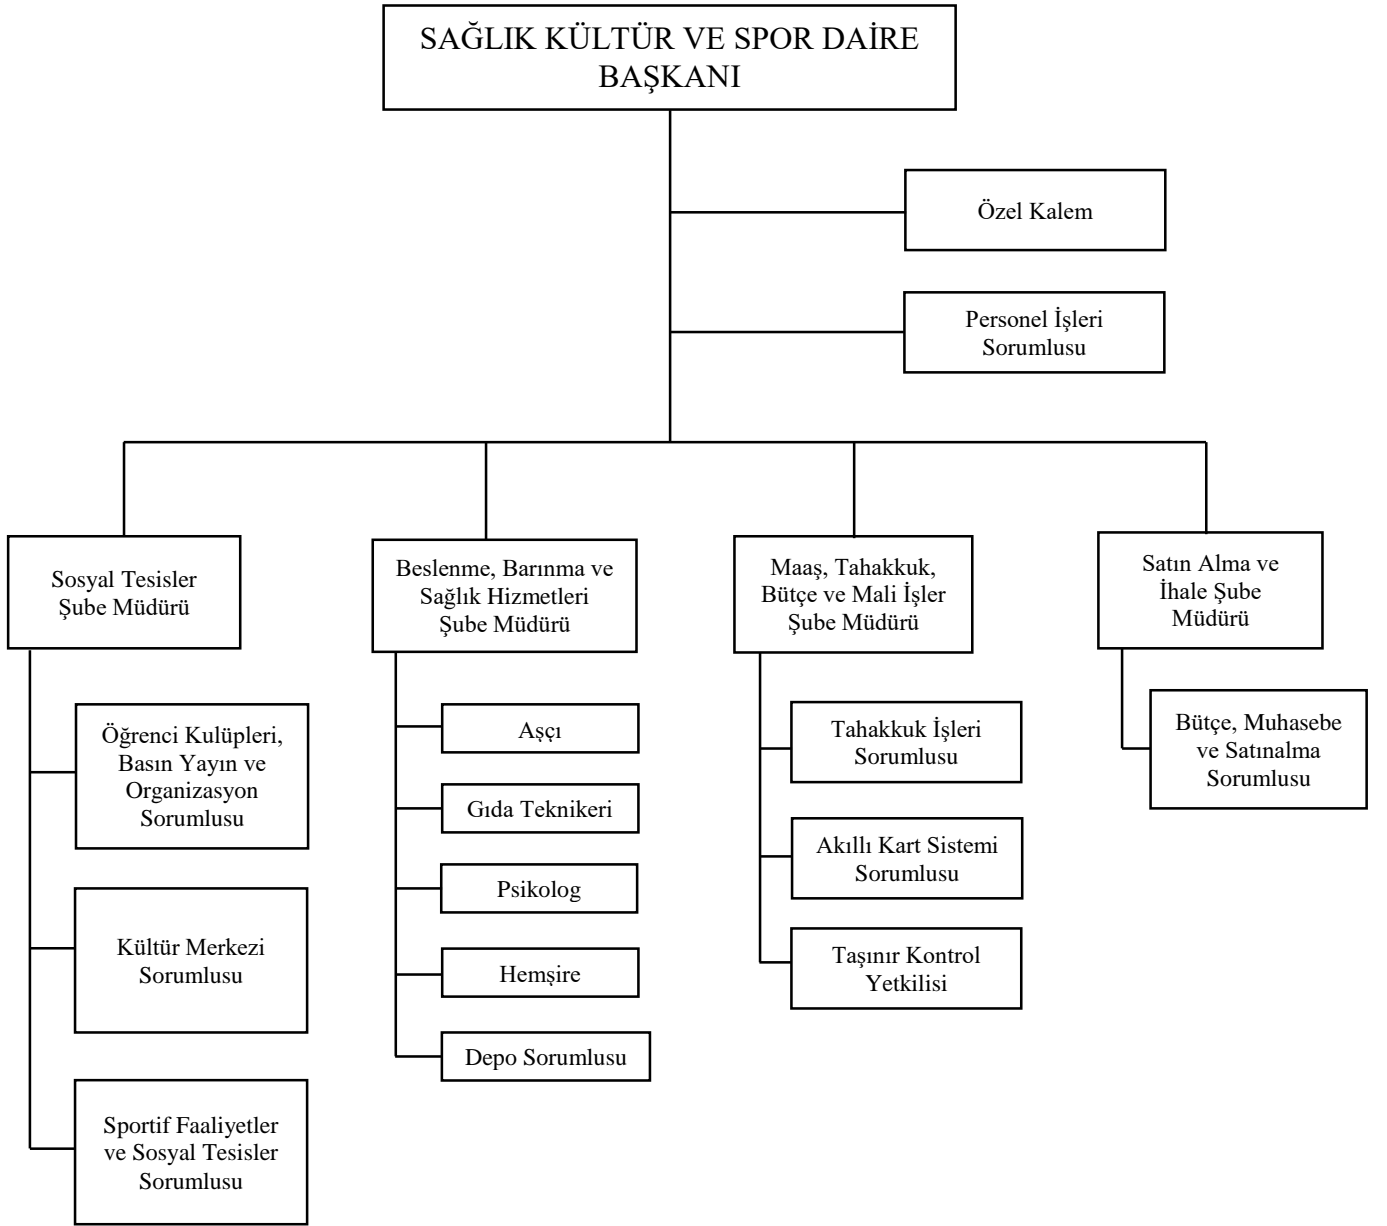 SAĞLIK KÜLTÜR VE SPOR DAİRE
BAŞKANI
Özel Kalem
Personel İşleri
Sorumlusu
Sosyal Tesisler
Şube Müdürü
Öğrenci Kulüpleri,
Basın Yayın ve
Organizasyon
Sorumlusu
Kültür Merkezi
Sorumlusu
Sportif Faaliyetler
ve Sosyal Tesisler
Sorumlusu
Beslenme, Barınma ve
Sağlık Hizmetleri
Şube Müdürü
Aşçı
Gıda Teknikeri
Psikolog
Hemşire
Depo Sorumlusu
Maaş, Tahakkuk,
Bütçe ve Mali İşler
Şube Müdürü
Tahakkuk İşleri
Sorumlusu
Akıllı Kart Sistemi
Sorumlusu
Taşınır Kontrol
Yetkilisi
Satın Alma ve
İhale Şube
Müdürü
Bütçe, Muhasebe
ve Satınalma
Sorumlusu